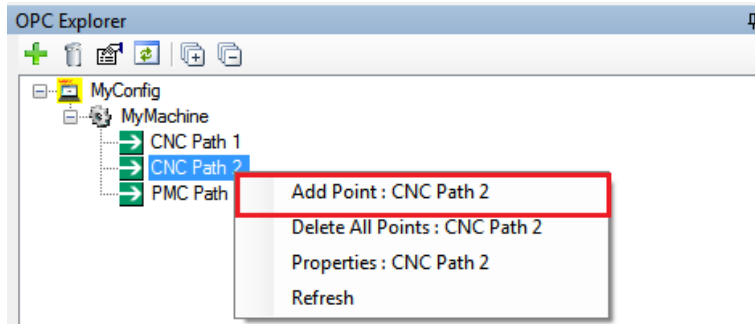 OPC Explorer
MyConfig
MyMachine
CNC Path 1
CNC Path 2
PMC Path
Add Point : CNC Path 2
Delete All Points : CNC Path 2
Properties : CNC Path 2
Refresh